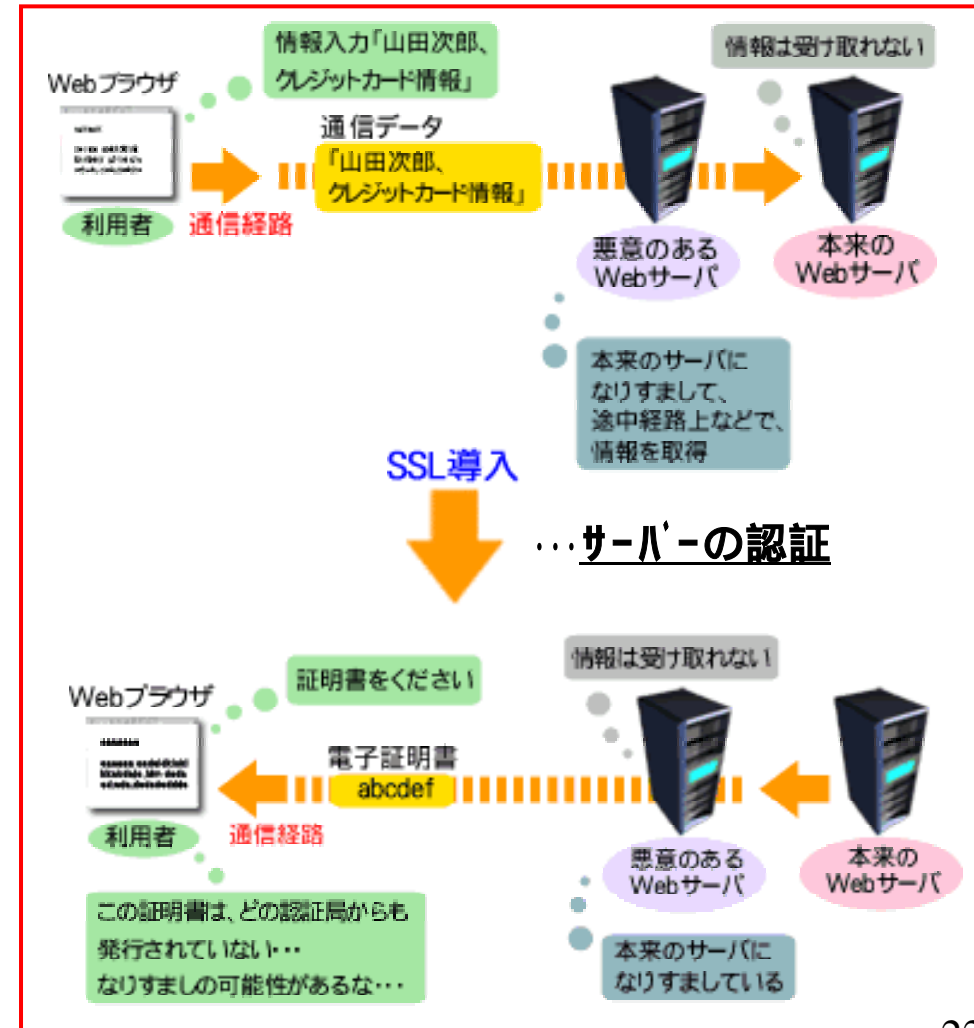 情報入力「山田次郎、
クレジットカード情報」
情報は受け取れない
Webブラウザ
通信データ
「山田次郎、
クレジットカード情報」
利用者
通信経路
悪意のある
Webサーバ
本来の
Webサーバ
本来のサーバに
なりすまして、
途中経路上などで、
情報を取得
SSL導入
…サーバーの認証
情報は受け取れない
証明書をください
Webブラウザ
電子証明書
abcdef
利用者
通信経路
悪意のある
Webサーバ
本来の
Webサーバ
この証明書は、どの認証局からも
発行されていない…
なりすましの可能性があるな…
本来のサーバに
なりすましている